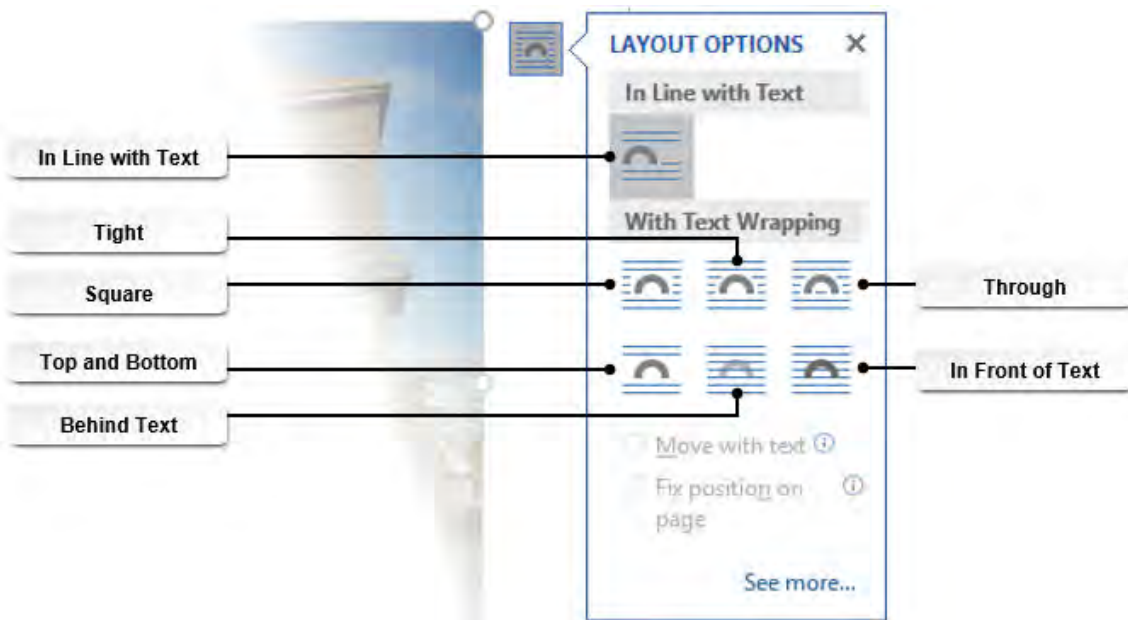 LAYOUT OPTIONS
In Line with Text
In Line with Text
With Text Wrapping
Tight
Square
Through
Top and Bottom
In Front of Text
Behind Text
Move with text
Fix position on
page
See more...